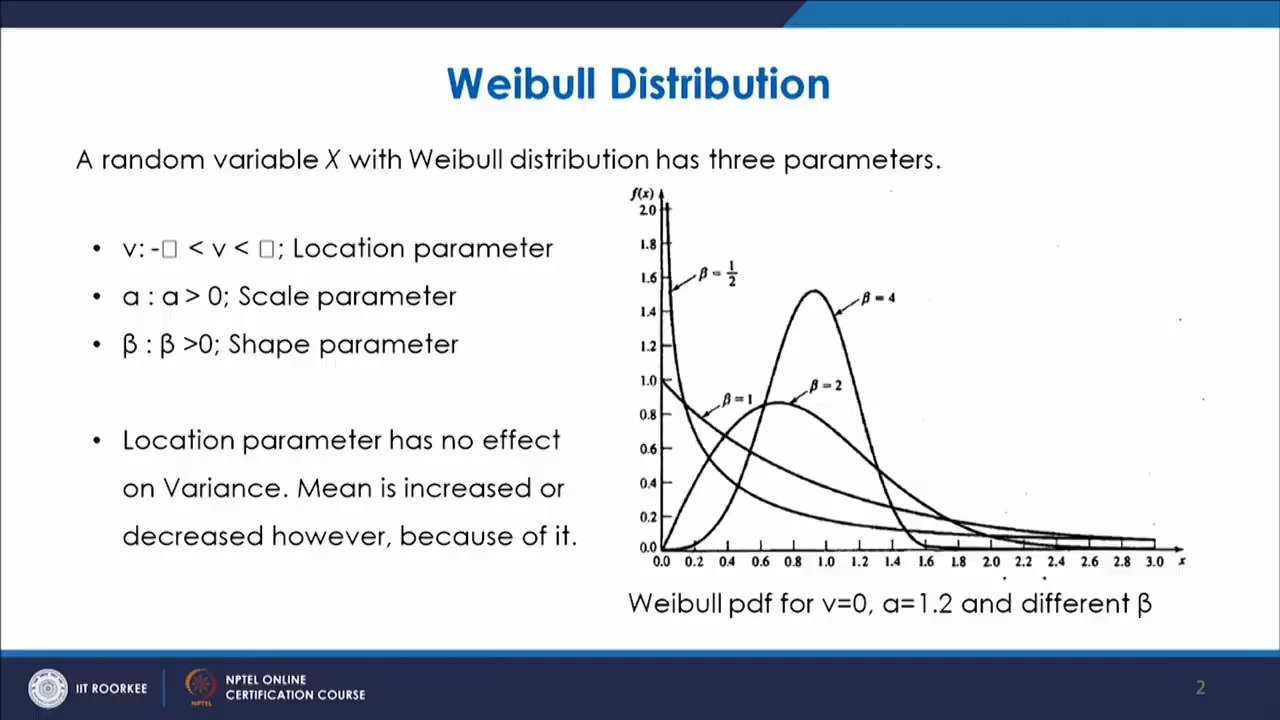 Weibull Distribution
A random variable X with Weibull distribution has three parameters.
• ν: -□ < ν < □; Location parameter
• α : α > 0; Scale parameter
• β : β >0; Shape parameter
• Location parameter has no effect
on Variance. Mean is increased or
decreased however, because of it.
f(x)
2.0
1.8
1.6
1.4
1.2
1.0
0.8
0.6
0.4
0.2
0.0
β = 1/2
β = 4
β = 2
β = 1
0.0 0.2 0.4 0.6 0.8 1.0 1.2 1.4 1.6 1.8 2.0 2.2 2.4 2.6 2.8 3.0 x
Weibull pdf for ν=0, α=1.2 and different β
IIT ROORKEE
NPTEL
NPTEL ONLINE
CERTIFICATION COURSE
2